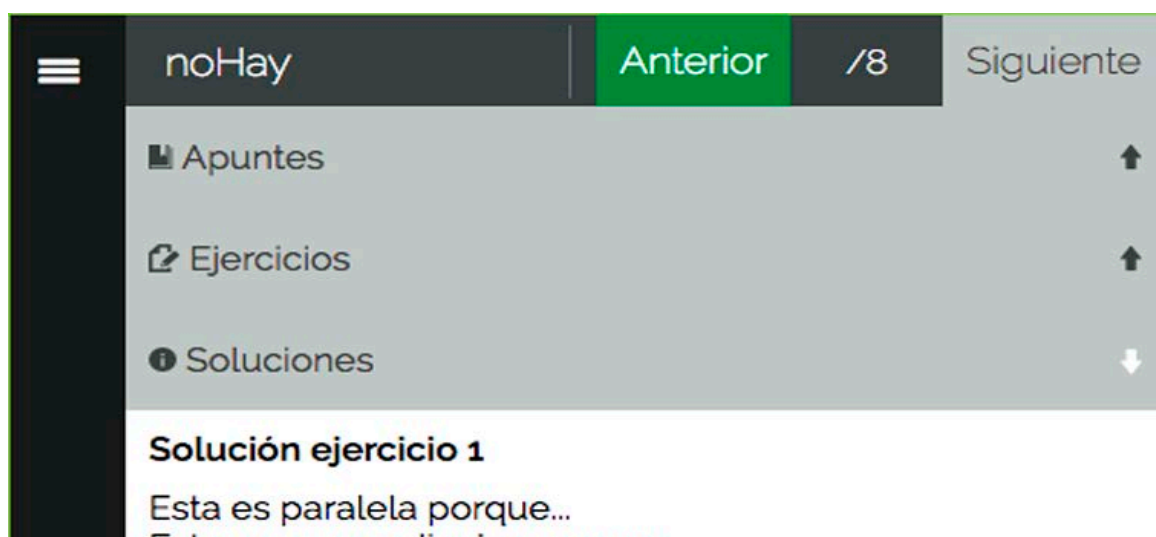 noHay Anterior /8 Siguiente
Apuntes
Ejercicios
Soluciones
Solución ejercicio 1
Esta es paralela porque...